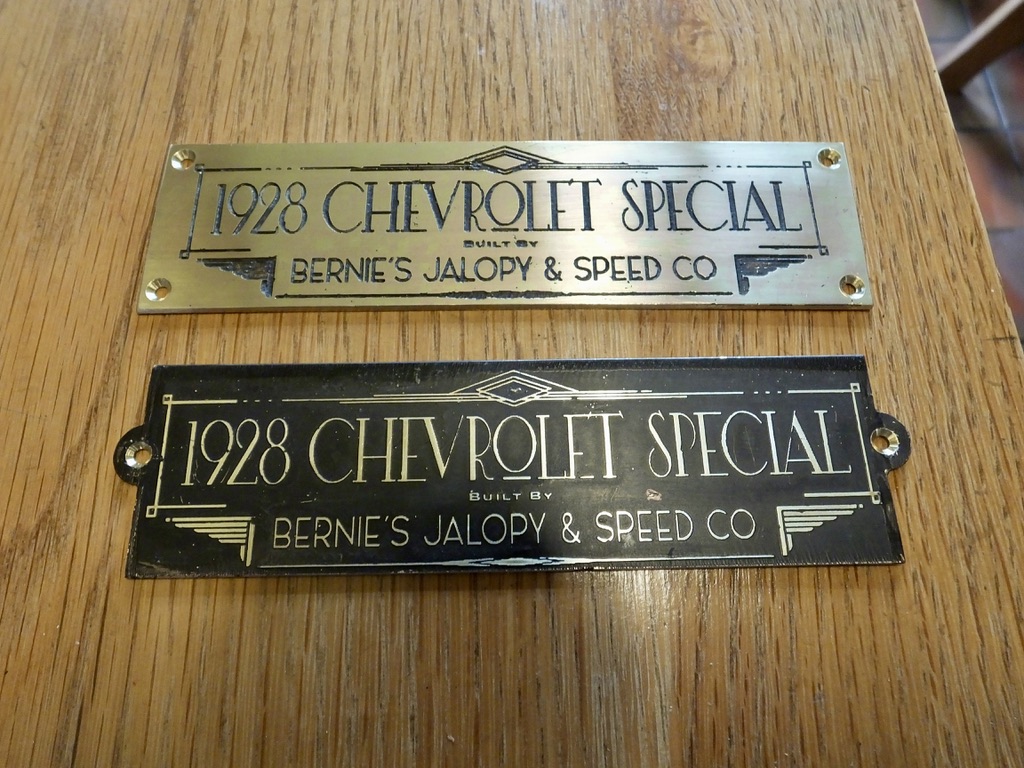 1928 CHEVROLET SPECIAL
BUILT BY
BERNIE'S JALOPY & SPEED CO
1928 CHEVROLET SPECIAL
BUILT BY
BERNIE'S JALOPY & SPEED CO